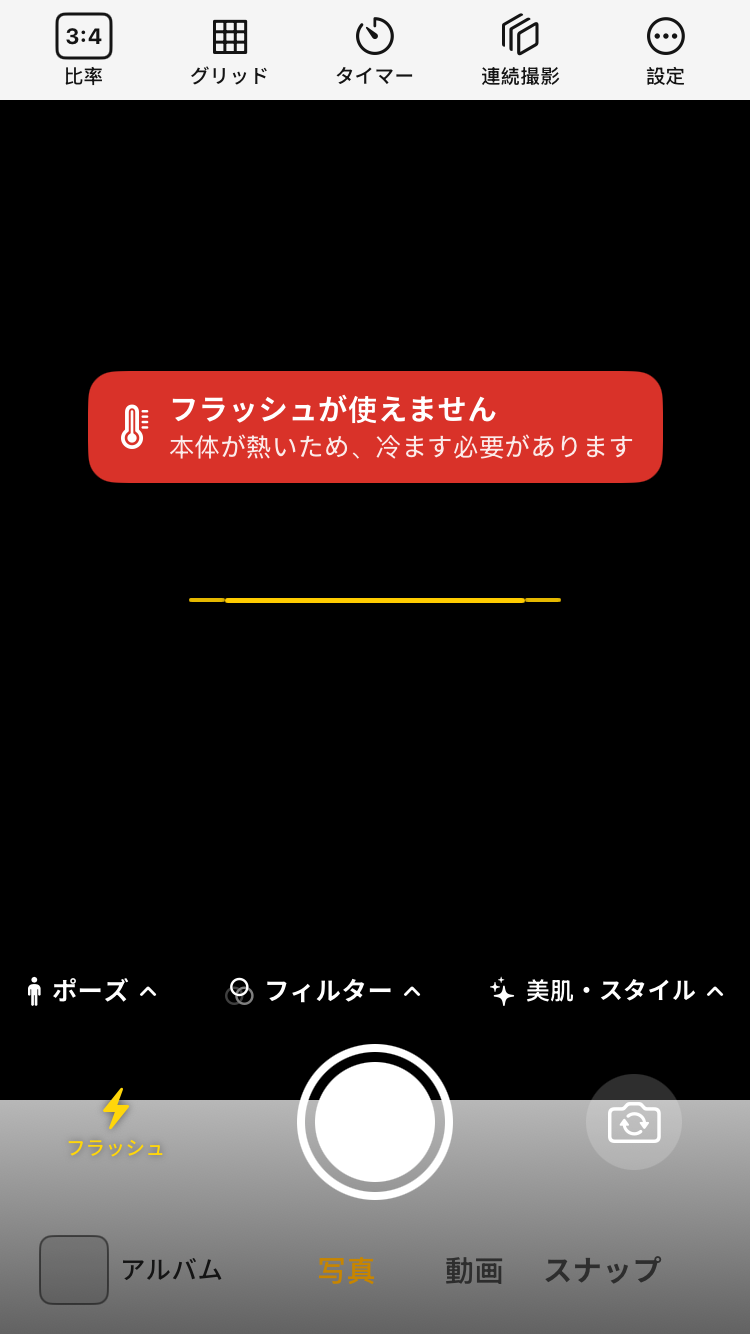 3:4
比率
グリッド
タイマー
連続撮影
設定
フラッシュが使えません
本体が熱いため、冷ます必要があります
ポーズ
フィルター
美肌・スタイル
フラッシュ
アルバム
写真
動画
スナップ